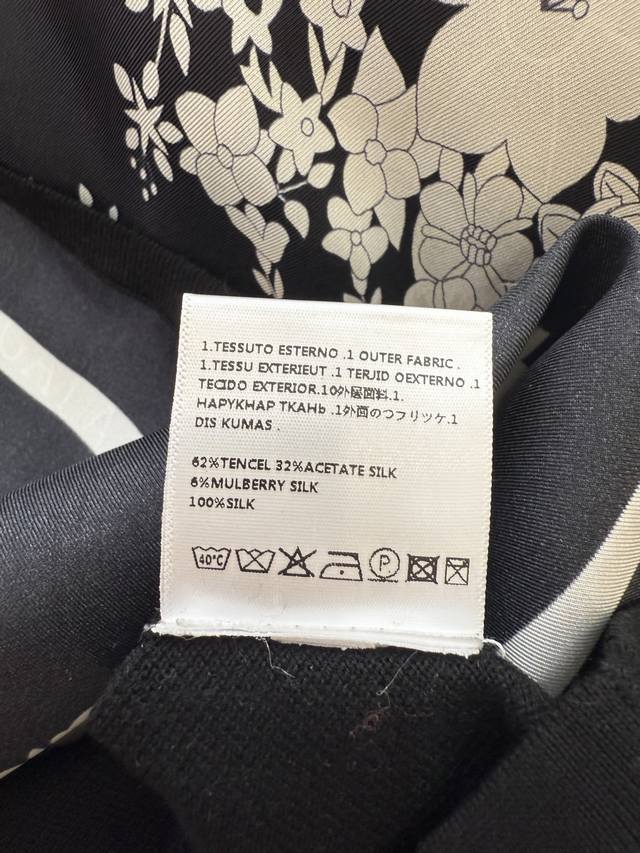 1.TESSUTO ESTERNO .1 OUTER FABRIC .
1.TESSU EXTERIEUT .1 TERJID OEXTERNO .1
TECIDO EXTERIOR.10外层面料.1.
HAPYKHAP TKAHb .1外面のつフリツケ.1
DIS KUMAS .
62%TENCEL 32%ACETATE SILK
6%MULBERRY SILK
100%SILK
40°C P